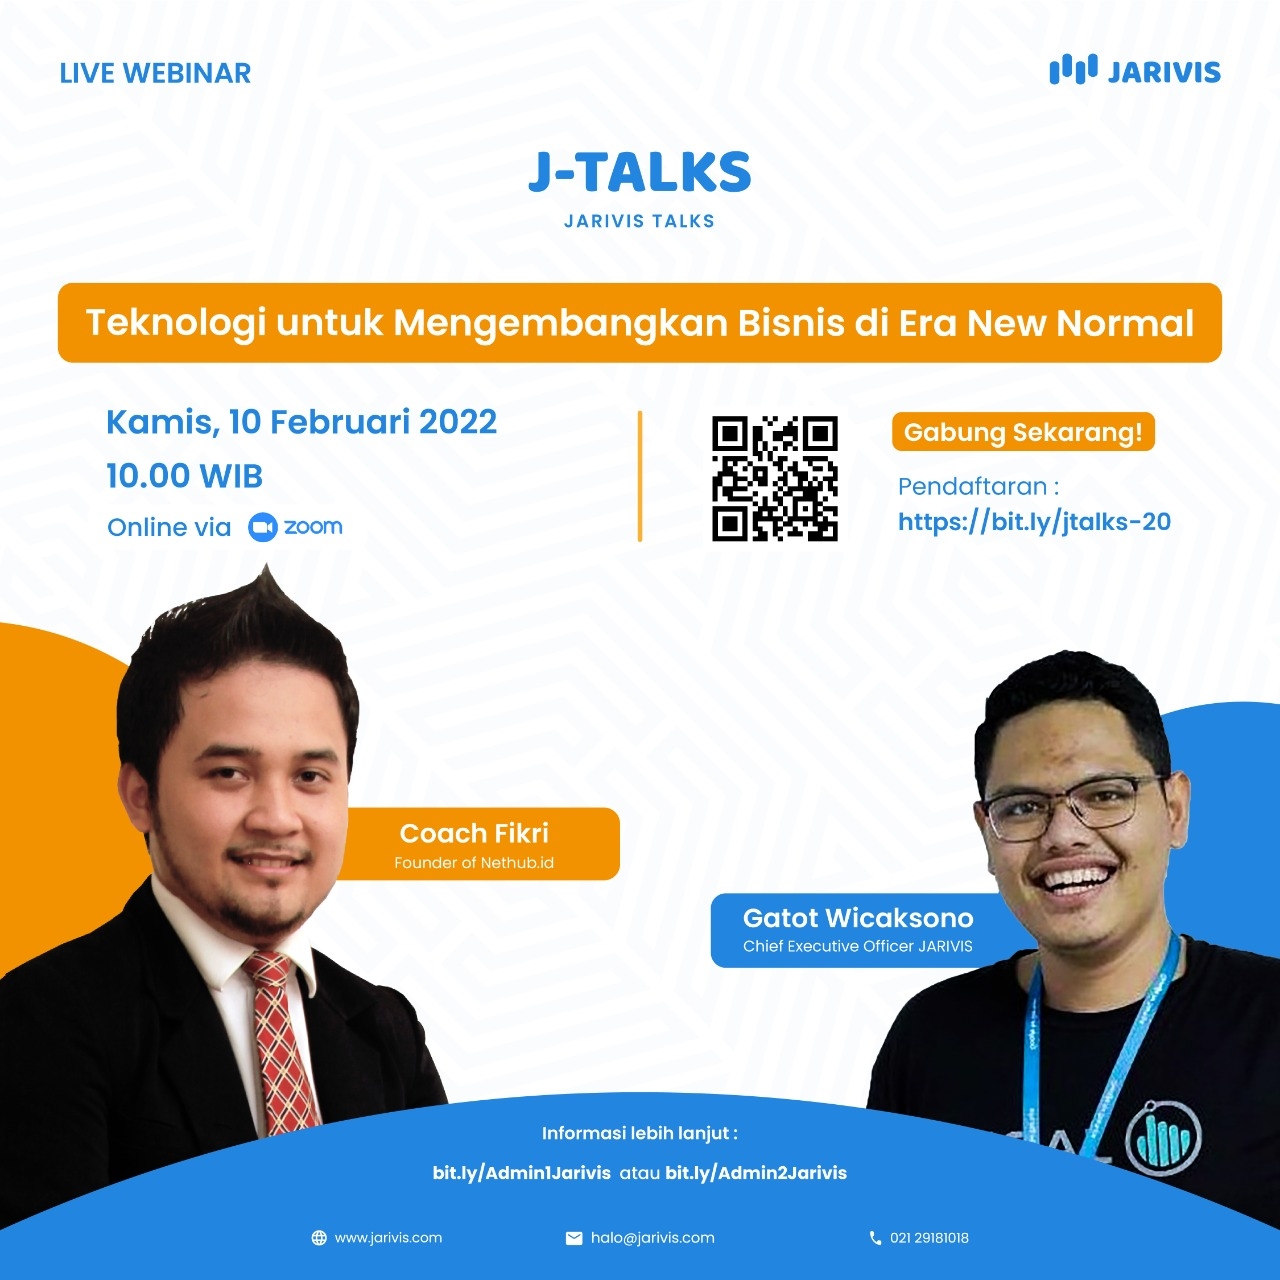 LIVE WEBINAR
JARIVIS
J-TALKS
JARIVIS TALKS
Teknologi untuk Mengembangkan Bisnis di Era New Normal
Kamis, 10 Februari 2022
10.00 WIB
Online via zoom
Gabung Sekarang!
Pendaftaran :
https://bit.ly/jtalks-20
Coach Fikri
Founder of Nethub.id
Gatot Wicaksono
Chief Executive Officer JARIVIS
Informasi lebih lanjut :
bit.ly/Admin1Jarivis atau bit.ly/Admin2Jarivis
www.jarivis.com
halo@jarivis.com
021 29181018